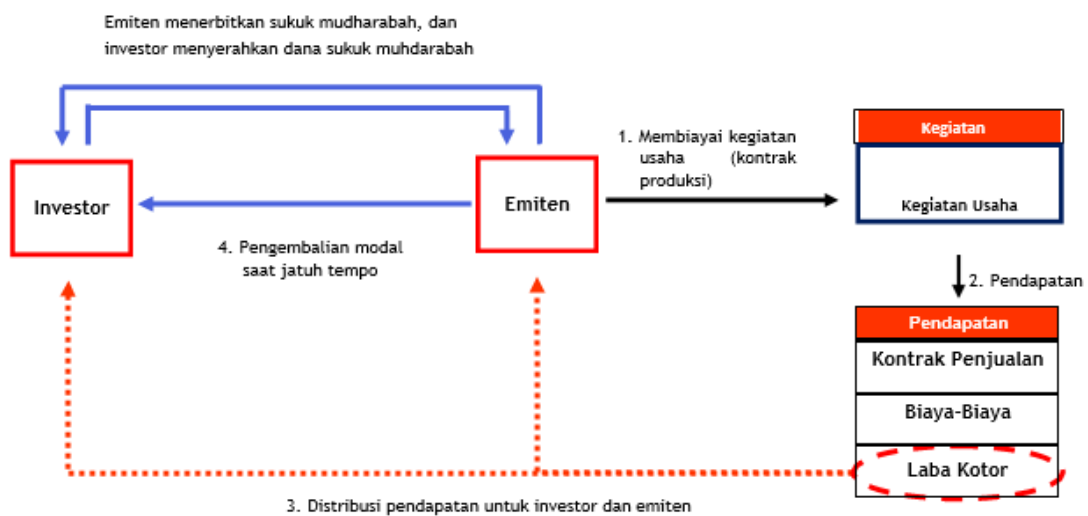 Emiten menerbitkan sukuk mudharabah, dan
investor menyerahkan dana sukuk muhdarabah
1. Membiayai kegiatan
usaha (kontrak
produksi)
Kegiatan
Kegiatan Usaha
Investor
Emiten
4. Pengembalian modal
saat jatuh tempo
2. Pendapatan
Pendapatan
Kontrak Penjualan
Biaya-Biaya
Laba Kotor
3. Distribusi pendapatan untuk investor dan emiten